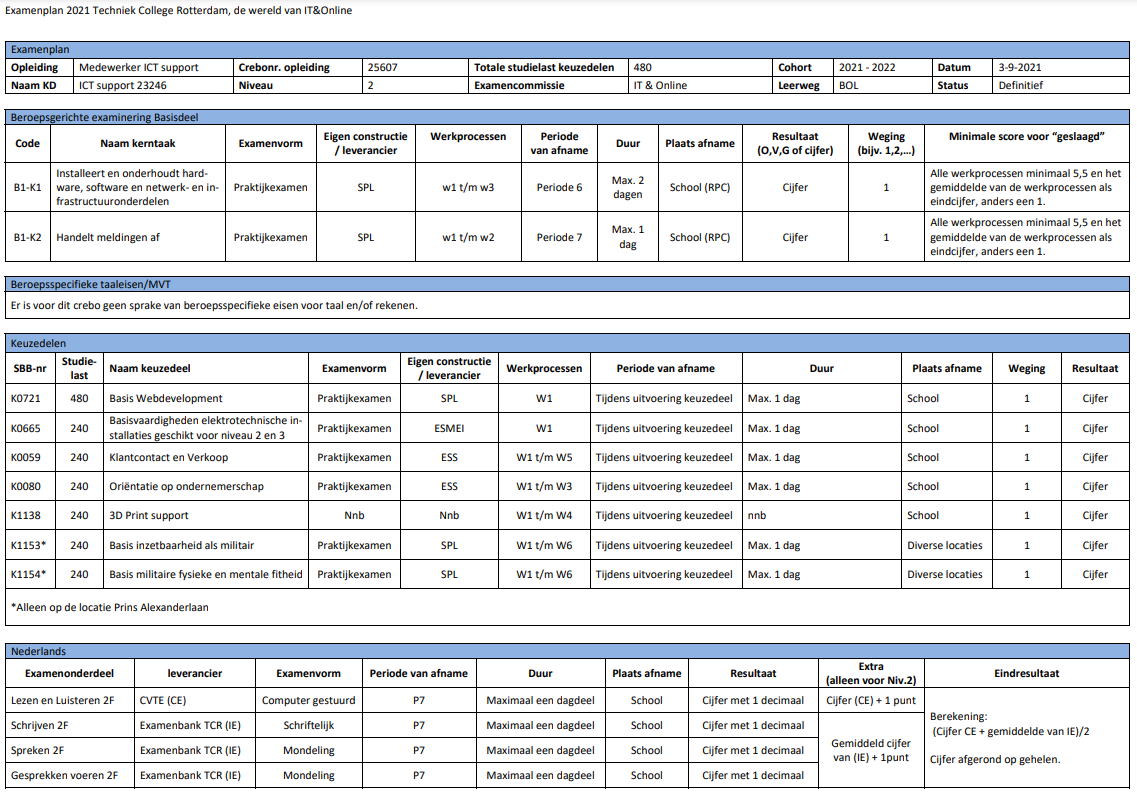 Examenplan 2021 Techniek College Rotterdam, de wereld van IT&Online
Examenplan
Opleiding Medewerker ICT support Crebonr. opleiding 25607 Totale studielast keuzedelen 480 Cohort 2021 - 2022 Datum 3-9-2021
Naam KD ICT support 23246 Niveau 2 Examencommissie IT & Online Leerweg BOL Status Definitief
Beroepsgerichte examinering Basisdeel
Code Naam kerntaak Examenvorm Eigen constructie / leverancier Werkprocessen Periode van afname Duur Plaats afname Resultaat (O,V,G of cijfer) Weging (bijv. 1,2,…) Minimale score voor “geslaagd”
B1-K1 Installeert en onderhoudt hard-ware, software en netwerk- en in-frastructuuronderdelen Praktijkexamen SPL w1 t/m w3 Periode 6 Max. 2 dagen School (RPC) Cijfer 1 Alle werkprocessen minimaal 5,5 en het gemiddelde van de werkprocessen als eindcijfer, anders een 1.
B1-K2 Handelt meldingen af Praktijkexamen SPL w1 t/m w2 Periode 7 Max. 1 dag School (RPC) Cijfer 1 Alle werkprocessen minimaal 5,5 en het gemiddelde van de werkprocessen als eindcijfer, anders een 1.
Beroepsspecifieke taaleisen/MVT
Er is voor dit crebo geen sprake van beroepsspecifieke eisen voor taal en/of rekenen.
Keuzedelen
SBB-nr Studie-last Naam keuzedeel Examenvorm Eigen constructie / leverancier Werkprocessen Periode van afname Duur Plaats afname Weging Resultaat
K0721 480 Basis Webdevelopment Praktijkexamen SPL W1 Tijdens uitvoering keuzedeel Max. 1 dag School 1 Cijfer
K0665 240 Basisvaardigheden elektrotechnische in-stallaties geschikt voor niveau 2 en 3 Praktijkexamen ESMEI W1 Tijdens uitvoering keuzedeel Max. 1 dag School 1 Cijfer
K0059 240 Klantcontact en Verkoop Praktijkexamen ESS W1 t/m W5 Tijdens uitvoering keuzedeel Max. 1 dag School 1 Cijfer
K0080 240 Oriëntatie op ondernemerschap Praktijkexamen ESS W1 t/m W3 Tijdens uitvoering keuzedeel Max. 1 dag School 1 Cijfer
K1138 240 3D Print support Nnb Nnb W1 t/m W4 Tijdens uitvoering keuzedeel nnb School 1 Cijfer
K1153* 240 Basis inzetbaarheid als militair Praktijkexamen SPL W1 t/m W6 Tijdens uitvoering keuzedeel Max. 1 dag Diverse locaties 1 Cijfer
K1154* 240 Basis militaire fysieke en mentale fitheid Praktijkexamen SPL W1 t/m W6 Tijdens uitvoering keuzedeel Max. 1 dag Diverse locaties 1 Cijfer
*Alleen op de locatie Prins Alexanderlaan
Nederlands
Examenonderdeel leverancier Examenvorm Periode van afname Duur Plaats afname Resultaat Extra (alleen voor Niv.2) Eindresultaat
Lezen en Luisteren 2F CVTE (CE) Computer gestuurd P7 Maximaal een dagdeel School Cijfer met 1 decimaal Cijfer (CE) + 1 punt
Schrijven 2F Examenbank TCR (IE) Schriftelijk P7 Maximaal een dagdeel School Cijfer met 1 decimaal
Spreken 2F Examenbank TCR (IE) Mondeling P7 Maximaal een dagdeel School Cijfer met 1 decimaal
Gesprekken voeren 2F Examenbank TCR (IE) Mondeling P7 Maximaal een dagdeel School Cijfer met 1 decimaal
Gemiddeld cijfer
van (IE) + 1punt
Berekening:
(Cijfer CE + gemiddelde van IE)/2
Cijfer afgerond op gehelen.